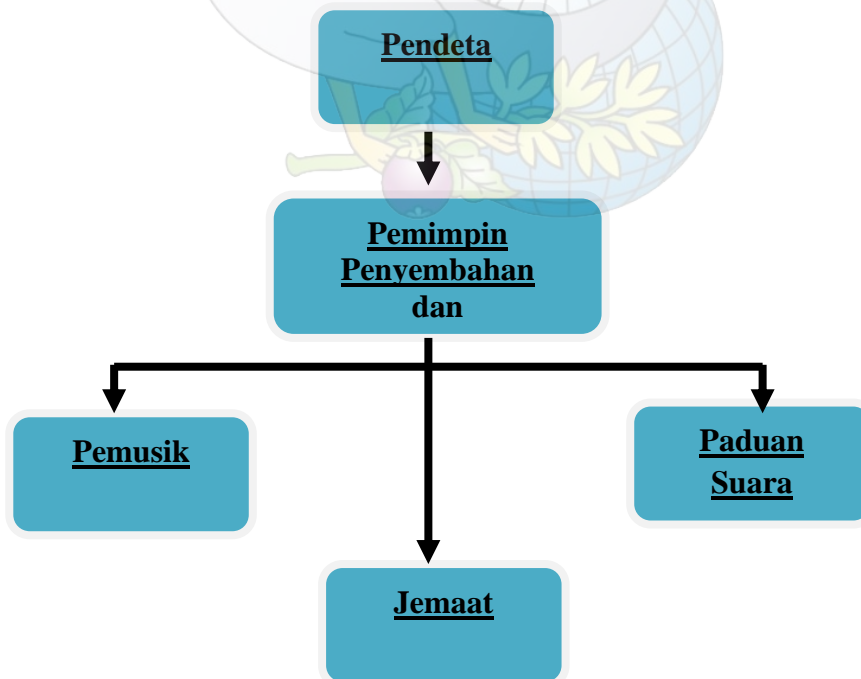 Pendeta
Pemimpin
Penyembahan
dan
Pemusik
Paduan
Suara
Jemaat